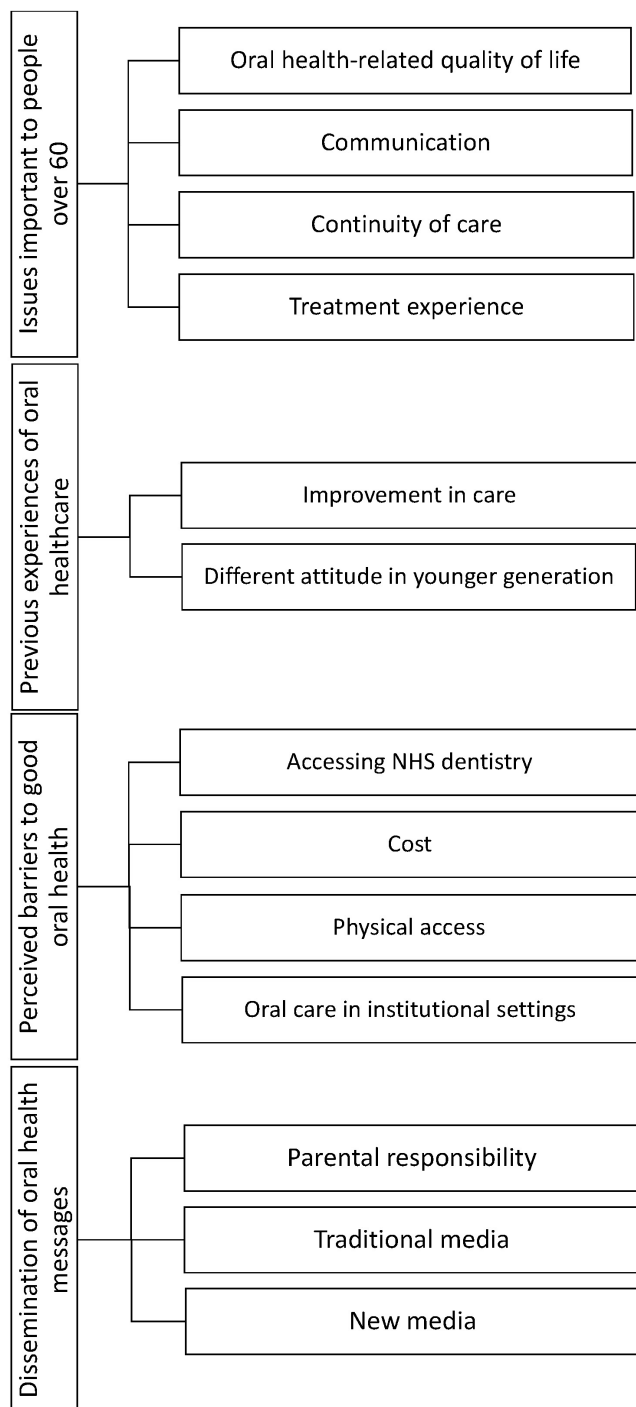 Issues important to people
over 60
Oral health-related quality of life
Communication
Continuity of care
Treatment experience
Previous experiences of oral
healthcare
Improvement in care
Different attitude in younger generation
Perceived barriers to good
oral health
Accessing NHS dentistry
Cost
Physical access
Oral care in institutional settings
Dissemination of oral health
messages
Parental responsibility
Traditional media
New media